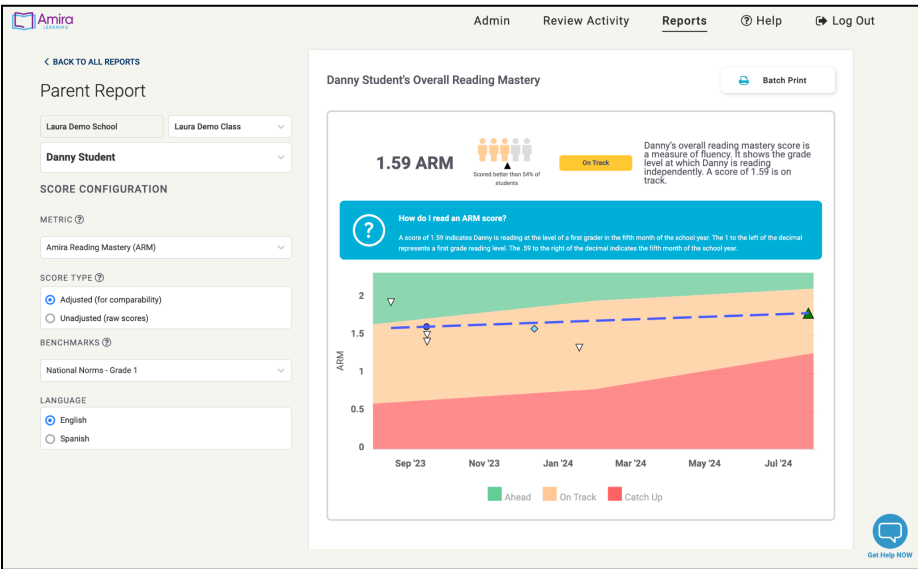 Amira
LEARNING
Admin
Review Activity
Reports
Help
Log Out
BACK TO ALL REPORTS
Parent Report
Laura Demo School
Laura Demo Class
Danny Student
SCORE CONFIGURATION
METRIC
Amira Reading Mastery (ARM)
SCORE TYPE
Adjusted (for comparability)
Unadjusted (raw scores)
BENCHMARKS
National Norms - Grade 1
LANGUAGE
English
Spanish
Danny Student's Overall Reading Mastery
Batch Print
1.59 ARM
Scored better than 54% of
students
On Track
Danny's overall reading mastery score is
a measure of fluency. It shows the grade
level at which Danny is reading
independently. A score of 1.59 is on
track.
?
How do I read an ARM score?
A score of 1.59 indicates Danny is reading at the level of a first grader in the fifth month of the school year. The 1 to the left of the decimal
represents a first grade reading level. The .59 to the right of the decimal indicates the fifth month of the school year.
ARM
2
1.5
1
0.5
0
Sep '23
Nov '23
Jan '24
Mar '24
May '24
Jul '24
Ahead
On Track
Catch Up
Get Help NOW